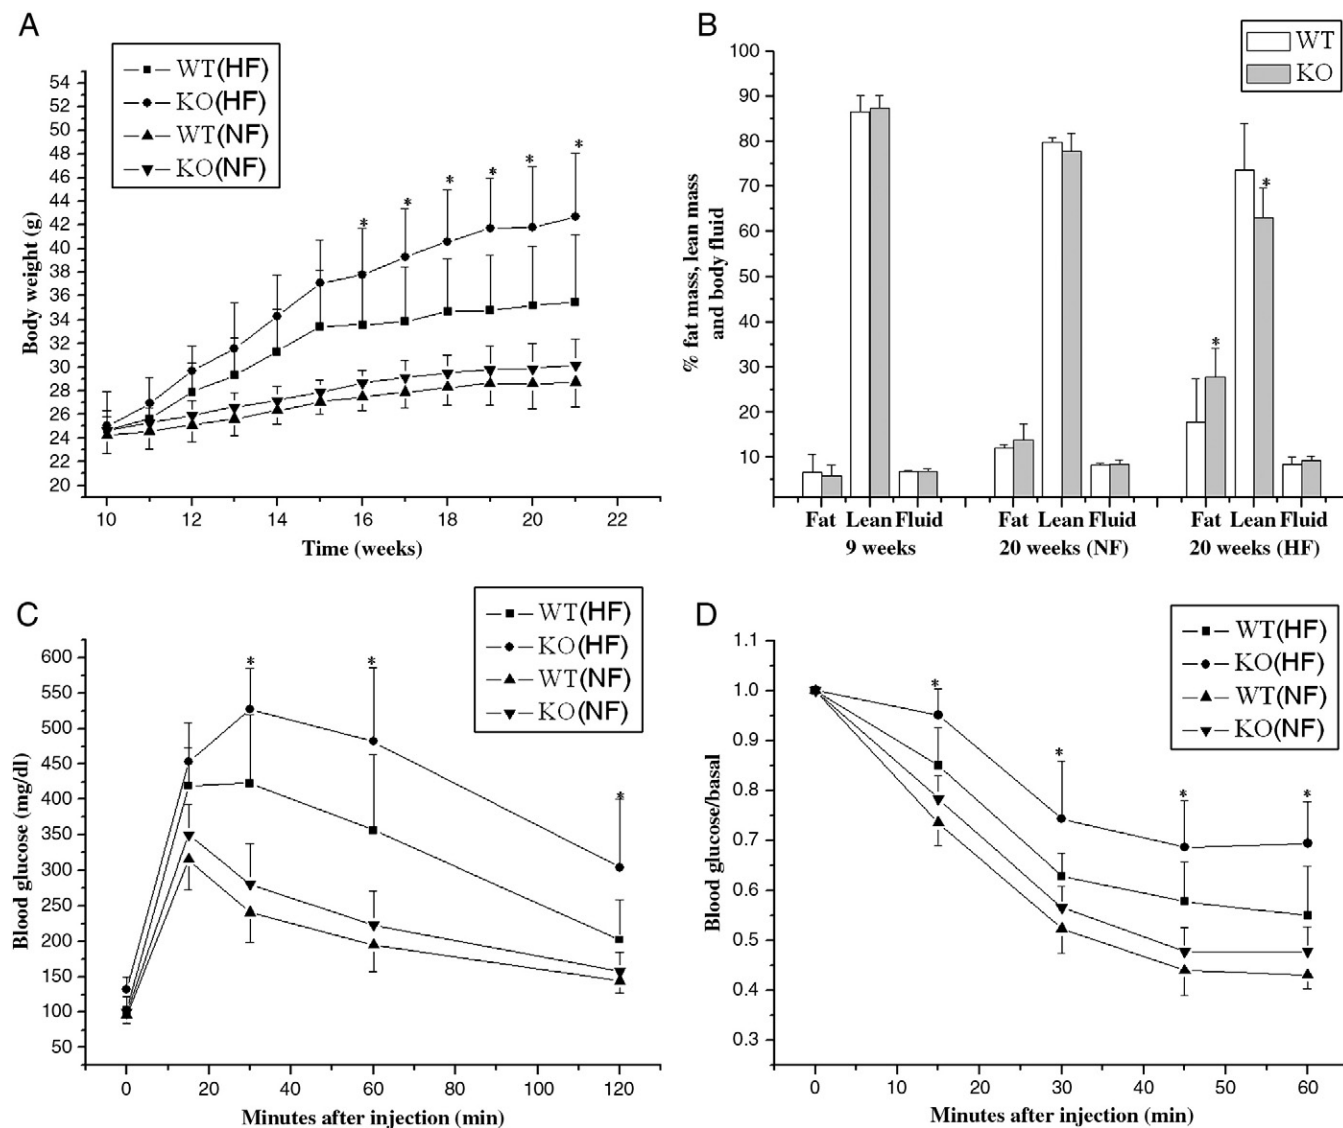 A
WT(HF)
KO(HF)
WT(NF)
KO(NF)
54
52
50
48
46
44
42
40
38
36
34
32
30
28
26
24
22
20
Body weight (g)
* * * * * *
10 12 14 16 18 20 22
Time (weeks)
B
WT
KO
100
90
80
70
60
50
40
30
20
10
% fat mass, lean mass
and body fluid
*
*
Fat Lean Fluid Fat Lean Fluid Fat Lean Fluid
9 weeks 20 weeks (NF) 20 weeks (HF)
C
WT(HF)
KO(HF)
WT(NF)
KO(NF)
600
550
500
450
400
350
300
250
200
150
100
50
Blood glucose (mg/dl)
* * *
0 20 40 60 80 100 120
Minutes after injection (min)
D
WT(HF)
KO(HF)
WT(NF)
KO(NF)
1.1
1.0
0.9
0.8
0.7
0.6
0.5
0.4
0.3
Blood glucose/basal
* * * *
0 10 20 30 40 50 60
Minutes after injection (min)